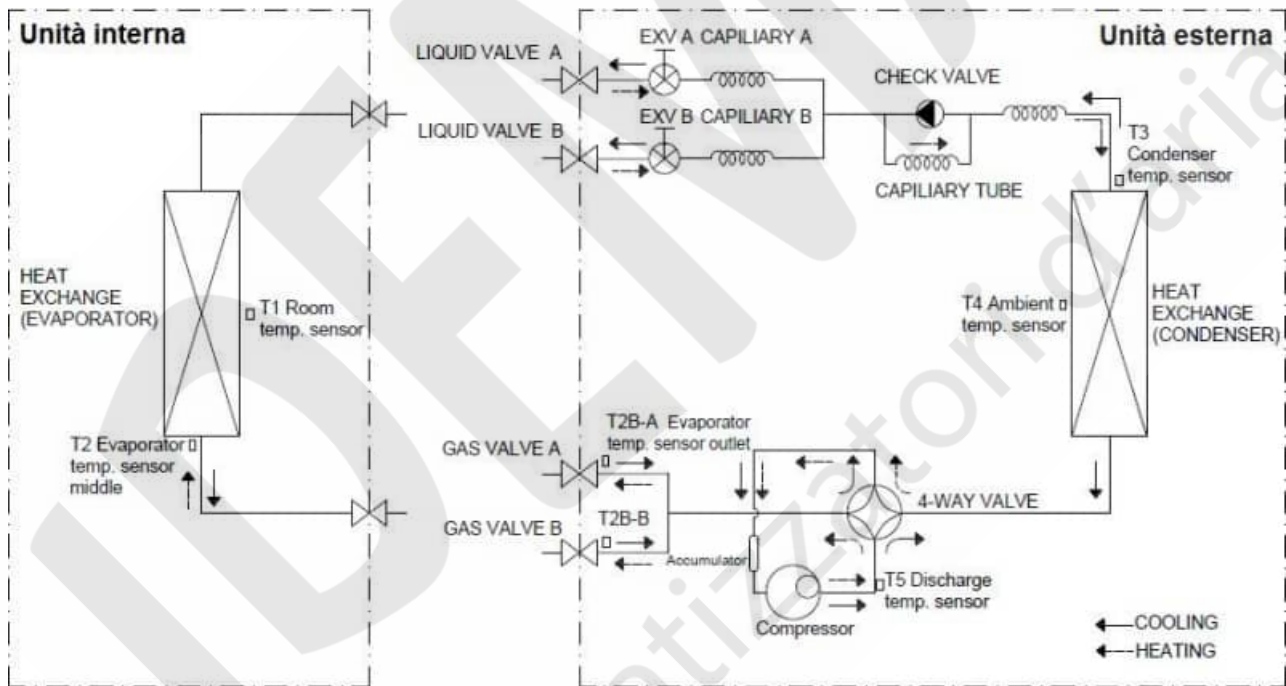 Unità interna
Unità esterna
LIQUID VALVE A
EXV A CAPILIARY A
CHECK VALVE
LIQUID VALVE B
EXV B CAPILIARY B
T3
Condenser
temp. sensor
CAPILIARY TUBE
HEAT
EXCHANGE
(EVAPORATOR)
T1 Room
temp. sensor
T4 Ambient
temp. sensor
HEAT
EXCHANGE
(CONDENSER)
T2 Evaporator
temp. sensor
middle
T2B-A Evaporator
temp. sensor outlet
GAS VALVE A
4-WAY VALVE
GAS VALVE B
T2B-B
Accumulator
T5 Discharge
temp. sensor
Compressor
COOLING
HEATING
IDEM
atizzatori d'aria